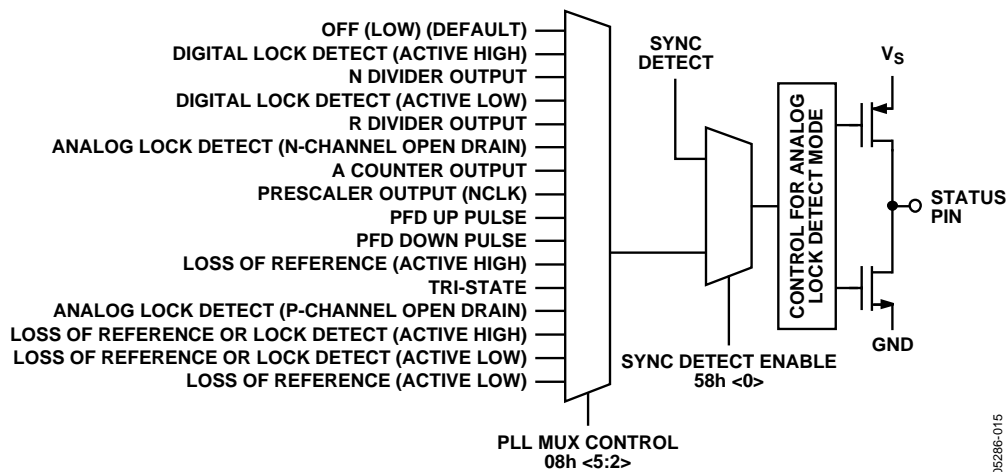 OFF (LOW) (DEFAULT)
DIGITAL LOCK DETECT (ACTIVE HIGH)
N DIVIDER OUTPUT
DIGITAL LOCK DETECT (ACTIVE LOW)
R DIVIDER OUTPUT
ANALOG LOCK DETECT (N-CHANNEL OPEN DRAIN)
A COUNTER OUTPUT
PRESCALER OUTPUT (NCLK)
PFD UP PULSE
PFD DOWN PULSE
LOSS OF REFERENCE (ACTIVE HIGH)
TRI-STATE
ANALOG LOCK DETECT (P-CHANNEL OPEN DRAIN)
LOSS OF REFERENCE OR LOCK DETECT (ACTIVE HIGH)
LOSS OF REFERENCE OR LOCK DETECT (ACTIVE LOW)
LOSS OF REFERENCE (ACTIVE LOW)
PLL MUX CONTROL
08h <5:2>
SYNC
DETECT
SYNC DETECT ENABLE
58h <0>
CONTROL FOR ANALOG
LOCK DETECT MODE
VS
STATUS
PIN
GND
05286-015